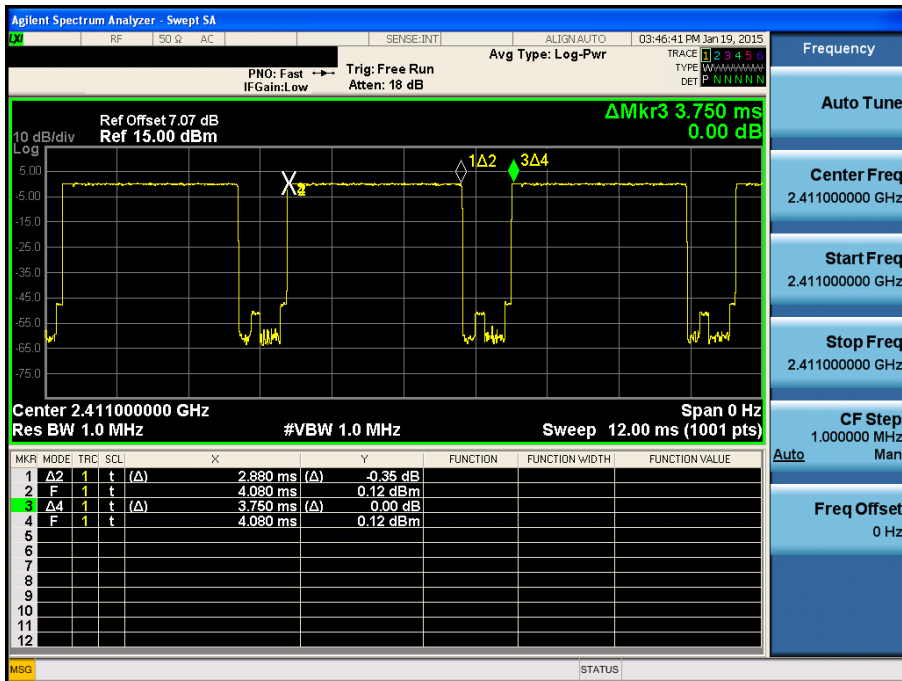 Agilent Spectrum Analyzer - Swept SA
LXI RF 50 Ω AC SENSE:INT ALIGNAUTO 03:46:41 PM Jan 19, 2015
Frequency
PNO: Fast
IFGain:Low
Trig: Free Run
Atten: 18 dB
Avg Type: Log-Pwr
TRACE 1 2 3 4 5 6
TYPE WWWWWW
DET P N N N N N
Auto Tune
10 dB/div
Log
Ref Offset 7.07 dB
Ref 15.00 dBm
ΔMkr3 3.750 ms
0.00 dB
5.00
-5.00
-15.0
-25.0
-35.0
-45.0
-55.0
-65.0
-75.0
1Δ2
3Δ4
Center Freq
2.411000000 GHz
Start Freq
2.411000000 GHz
Stop Freq
2.411000000 GHz
Center 2.411000000 GHz
Span 0 Hz
Res BW 1.0 MHz
#VBW 1.0 MHz
Sweep 12.00 ms (1001 pts)
CF Step
1.000000 MHz
Auto Man
MKR MODE TRC SCL X Y FUNCTION FUNCTION WIDTH FUNCTION VALUE
1 Δ2 1 t (Δ) 2.880 ms (Δ) -0.35 dB
2 F 1 t 4.080 ms 0.12 dBm
3 Δ4 1 t (Δ) 3.750 ms (Δ) 0.00 dB
4 F 1 t 4.080 ms 0.12 dBm
5
6
7
8
9
10
11
12
Freq Offset
0 Hz
MSG
STATUS